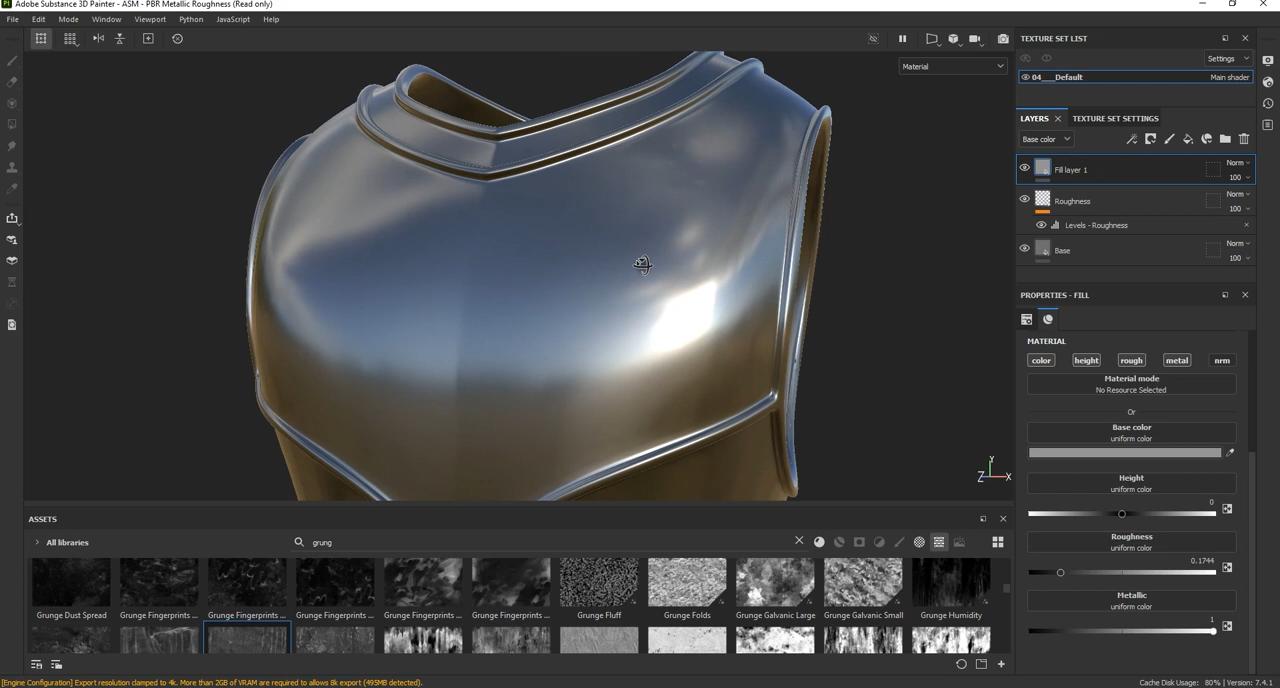 Adobe Substance 3D Painter - ASM - PBR Metallic Roughness (Read only)
File Edit Mode Window Viewport Python JavaScript Help
Material
TEXTURE SET LIST
Settings
04___Default Main shader
LAYERS TEXTURE SET SETTINGS
Base color
Fill layer 1 Norm 100
Roughness Norm 100
Levels - Roughness
Base Norm 100
PROPERTIES - FILL
MATERIAL
color height rough metal nrm
Material mode
No Resource Selected
Or
Base color
uniform color
Height
uniform color
0
Roughness
uniform color
0.1744
Metallic
uniform color
1
Y
Z X
ASSETS
All libraries
grung
Grunge Dust Spread Grunge Fingerprints ... Grunge Fingerprints ... Grunge Fingerprints ... Grunge Fingerprints ... Grunge Fingerprints ... Grunge Fluff Grunge Folds Grunge Galvanic Large Grunge Galvanic Small Grunge Humidity
[Engine Configuration] Export resolution clamped to 4k. More than 2GB of VRAM are required to allows 8k export (495MB detected).
Cache Disk Usage: 80% | Version: 7.4.1